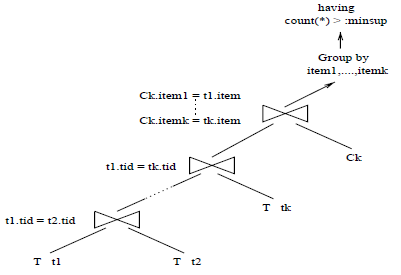 having
count(*) > :minsup
Group by
item1,....,itemk
Ck.item1 = t1.item
Ck.itemk = tk.item
Ck
t1.tid = tk.tid
T tk
t1.tid = t2.tid
T t1
T t2